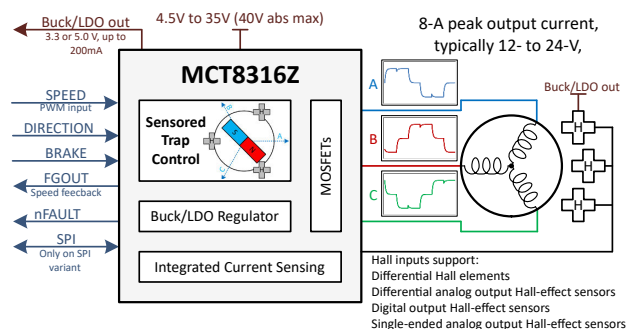 Buck/LDO out
3.3 or 5.0 V, up to
200mA
4.5V to 35V (40V abs max)
8-A peak output current,
typically 12- to 24-V,
MCT8316Z
SPEED
PWM input
DIRECTION
BRAKE
FGOUT
Speed feecback
nFAULT
SPI
Only on SPI
variant
Sensored
Trap
Control
H
H
H
A
B
C
S
N
MOSFETs
Buck/LDO Regulator
Integrated Current Sensing
A
B
C
Buck/LDO out
H
H
H
Hall inputs support:
Differential Hall elements
Differential analog output Hall-effect sensors
Digital output Hall-effect sensors
Single-ended analog output Hall-effect sensors